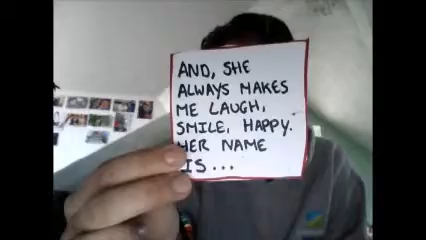 AND, SHE
ALWAYS MAKES
ME LAUGH,
SMILE, HAPPY.
HER NAME
IS...